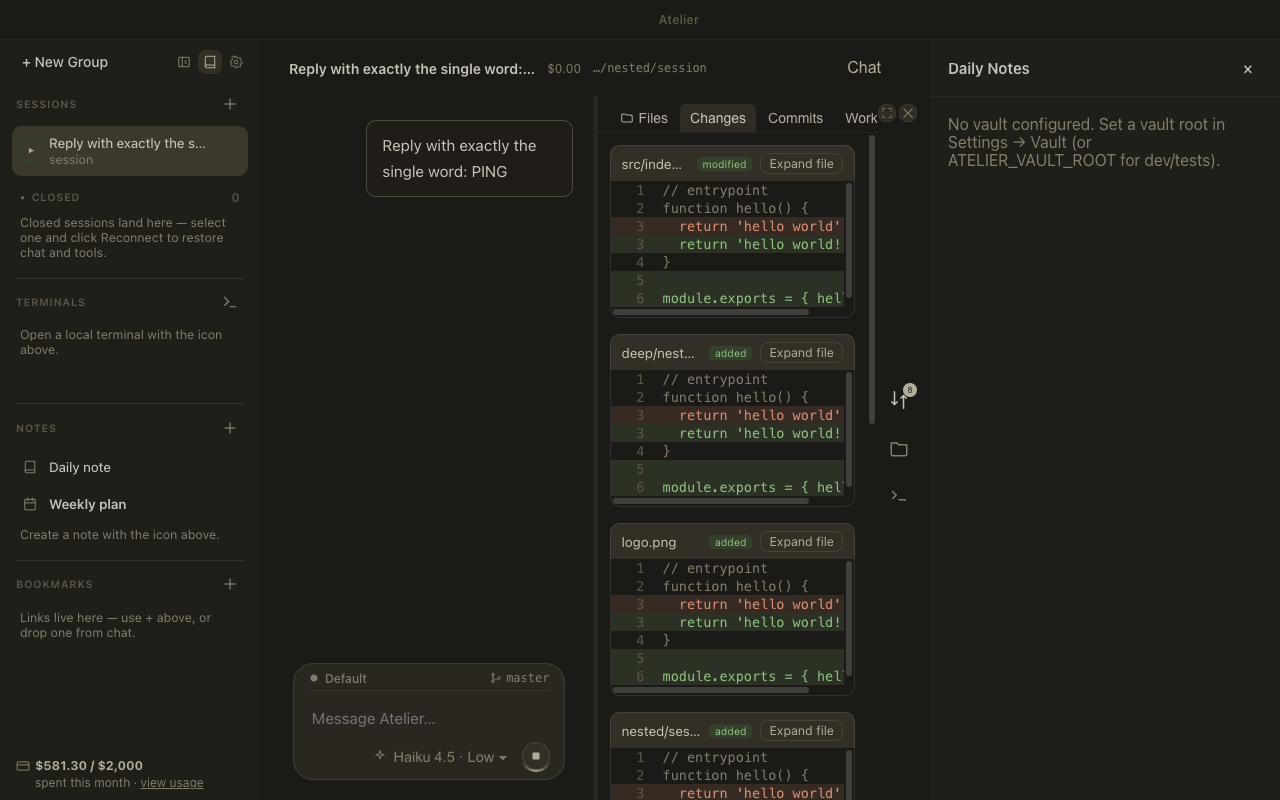 Atelier
+ New Group
SESSIONS
Reply with exactly the s...
session
CLOSED
0
Closed sessions land here — select
one and click Reconnect to restore
chat and tools.
TERMINALS
Open a local terminal with the icon
above.
NOTES
Daily note
Weekly plan
Create a note with the icon above.
BOOKMARKS
Links live here — use + above, or
drop one from chat.
$581.30 / $2,000
spent this month · view usage
Reply with exactly the single word:... $0.00 …/nested/session
Chat
Reply with exactly the
single word: PING
Default
master
Message Atelier...
Haiku 4.5 · Low
Files Changes Commits Work
src/inde... modified Expand file
1 // entrypoint
2 function hello() {
3 return 'hello world'
3 return 'hello world!
4 }
5
6 module.exports = { hel
deep/nest... added Expand file
1 // entrypoint
2 function hello() {
3 return 'hello world'
3 return 'hello world!
4 }
5
6 module.exports = { hel
logo.png added Expand file
1 // entrypoint
2 function hello() {
3 return 'hello world'
3 return 'hello world!
4 }
5
6 module.exports = { hel
nested/ses... added Expand file
1 // entrypoint
2 function hello() {
3 return 'hello world'
8
Daily Notes
No vault configured. Set a vault root in
Settings → Vault (or
ATELIER_VAULT_ROOT for dev/tests).